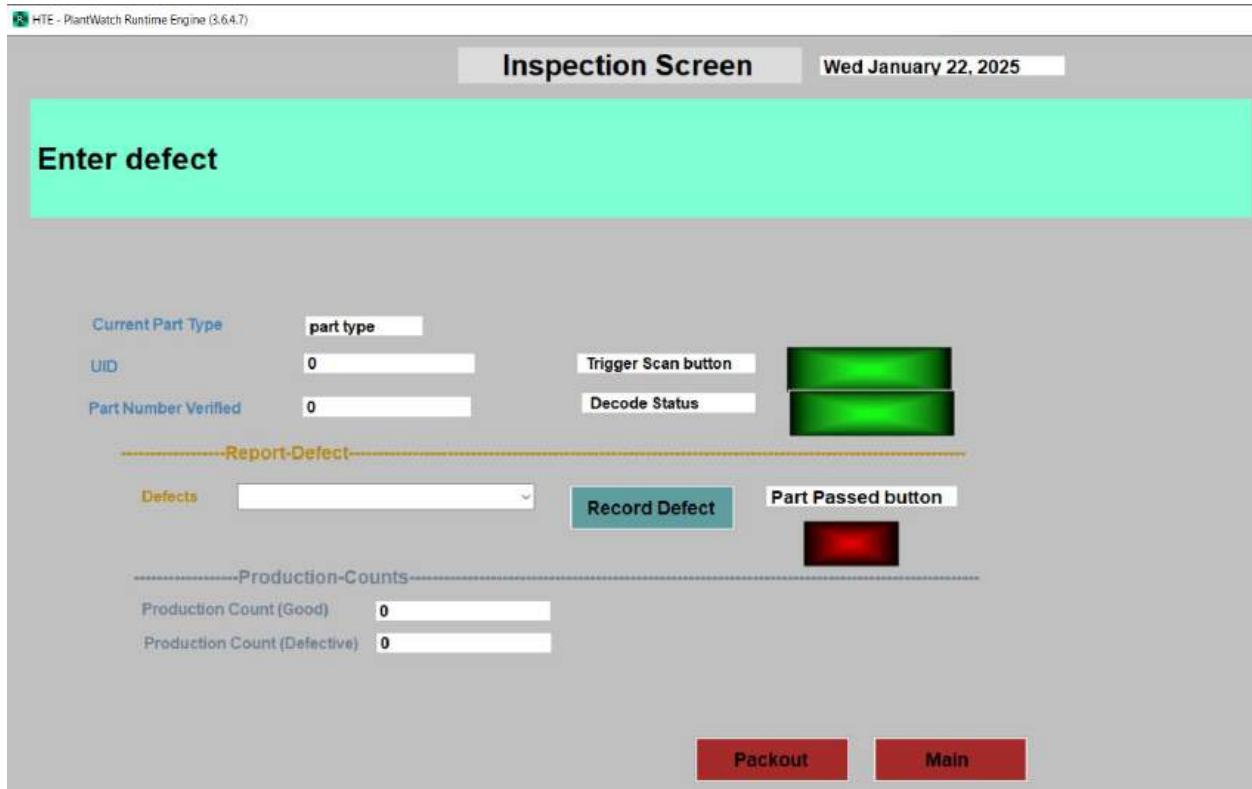 HTE - PlantWatch Runtime Engine (3.6.4.7)
Inspection Screen
Wed January 22, 2025
Enter defect
Current Part Type
part type
UID
0
Trigger Scan button
Part Number Verified
0
Decode Status
Report-Defect
Defects
Record Defect
Part Passed button
Production-Counts
Production Count (Good)
0
Production Count (Defective)
0
Packout
Main